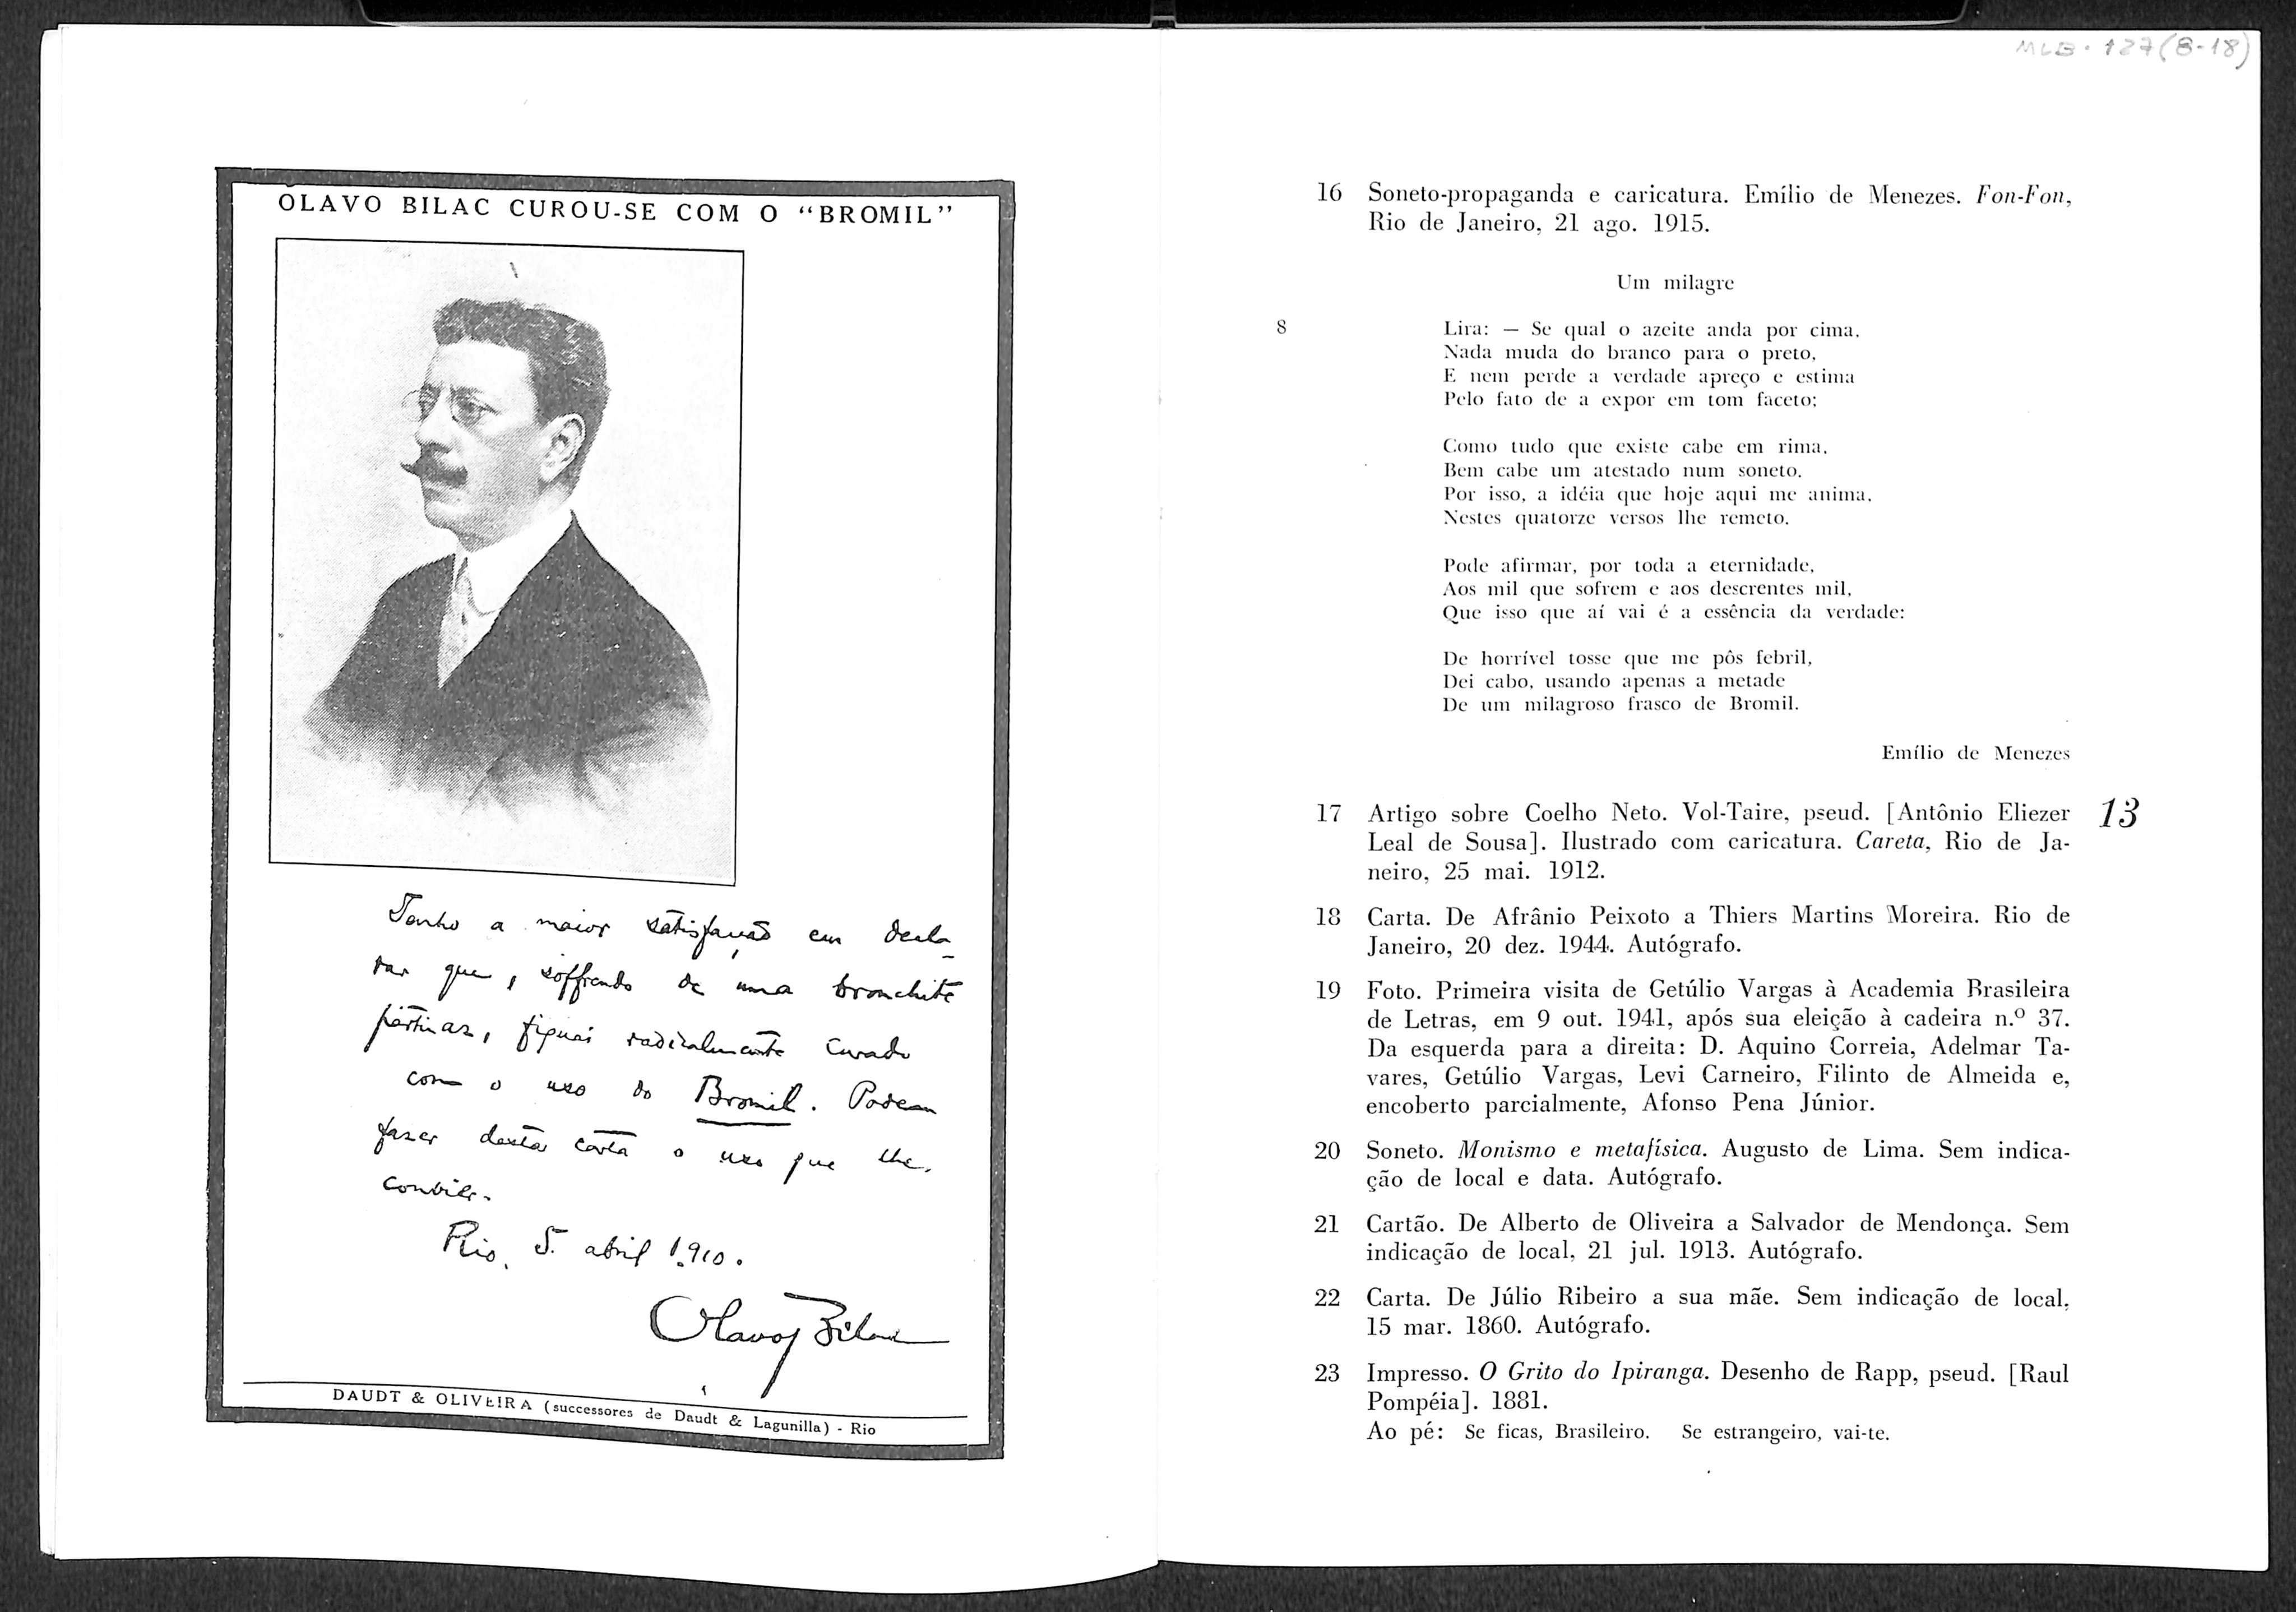 OLAVO BILAC CUROU-SE COM O “BROMIL”
Tenho a maior satisfação em decla-
rar que, soffrendo de uma bronchite
pertinaz, fiquei radicalmente curado
com o uso do Bromil. Podem
fazer desta carta o uso que lhes
convier.
Rio, 5. abril 1910.
Olavo Bilac
DAUDT & OLIVEIRA (successores de Daudt & Lagunilla) - Rio
MLB. 127 (8-18)
16 Soneto-propaganda e caricatura. Emílio de Menezes. Fon-Fon,
Rio de Janeiro, 21 ago. 1915.
Um milagre
8 Lira: — Se qual o azeite anda por cima,
Nada muda do branco para o preto,
E nem perde a verdade apreço e estima
Pelo fato de a expor em tom faceto;
Como tudo que existe cabe em rima,
Bem cabe um atestado num soneto,
Por isso, a idéia que hoje aqui me anima,
Nestes quatorze versos lhe remeto.
Pode afirmar, por toda a eternidade,
Aos mil que sofrem e aos descrentes mil,
Que isso que aí vai é a essência da verdade:
De horrível tosse que me pôs febril,
Dei cabo, usando apenas a metade
De um milagroso frasco de Bromil.
Emílio de Menezes
17 Artigo sobre Coelho Neto. Vol-Taire, pseud. [Antônio Eliezer
Leal de Sousa]. Ilustrado com caricatura. Careta, Rio de Ja-
neiro, 25 mai. 1912.
13
18 Carta. De Afrânio Peixoto a Thiers Martins Moreira. Rio de
Janeiro, 20 dez. 1944. Autógrafo.
19 Foto. Primeira visita de Getúlio Vargas à Academia Brasileira
de Letras, em 9 out. 1941, após sua eleição à cadeira n.º 37.
Da esquerda para a direita: D. Aquino Correia, Adelmar Ta-
vares, Getúlio Vargas, Levi Carneiro, Filinto de Almeida e,
encoberto parcialmente, Afonso Pena Júnior.
20 Soneto. Monismo e metafísica. Augusto de Lima. Sem indica-
ção de local e data. Autógrafo.
21 Cartão. De Alberto de Oliveira a Salvador de Mendonça. Sem
indicação de local, 21 jul. 1913. Autógrafo.
22 Carta. De Júlio Ribeiro a sua mãe. Sem indicação de local,
15 mar. 1860. Autógrafo.
23 Impresso. O Grito do Ipiranga. Desenho de Rapp, pseud. [Raul
Pompéia]. 1881.
Ao pé: Se ficas, Brasileiro. Se estrangeiro, vai-te.